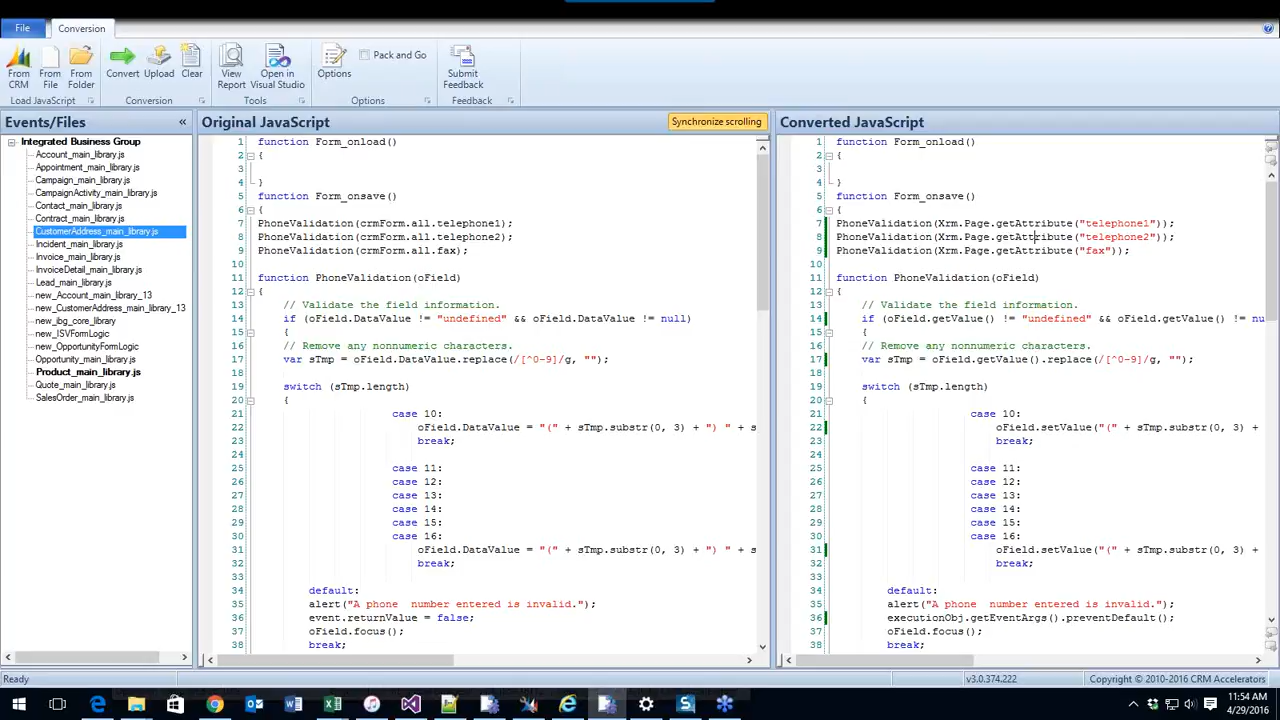 File
Conversion
From CRM
From File
From Folder
Load JavaScript
Convert
Upload
Clear
Conversion
View Report
Open in Visual Studio
Tools
Options
Pack and Go
Options
Submit Feedback
Feedback
Events/Files
Integrated Business Group
Account_main_library.js
Appointment_main_library.js
Campaign_main_library.js
CampaignActivity_main_library.js
Contact_main_library.js
Contract_main_library.js
CustomerAddress_main_library.js
Incident_main_library.js
Invoice_main_library.js
InvoiceDetail_main_library.js
Lead_main_library.js
new_Account_main_library_13
new_CustomerAddress_main_library_13
new_ibg_core_library
new_ISVFormLogic
new_OpportunityFormLogic
Opportunity_main_library.js
Product_main_library.js
Quote_main_library.js
SalesOrder_main_library.js
Original JavaScript
Synchronize scrolling
1 function Form_onload()
2 {
3
4 }
5 function Form_onsave()
6 {
7 PhoneValidation(crmForm.all.telephone1);
8 PhoneValidation(crmForm.all.telephone2);
9 PhoneValidation(crmForm.all.fax);
10
11 function PhoneValidation(oField)
12 {
13 // Validate the field information.
14 if (oField.DataValue != "undefined" && oField.DataValue != null)
15 {
16 // Remove any nonnumeric characters.
17 var sTmp = oField.DataValue.replace(/[^0-9]/g, "");
18
19 switch (sTmp.length)
20 {
21 case 10:
22 oField.DataValue = "(" + sTmp.substr(0, 3) + ") " + s
23 break;
24
25 case 11:
26 case 12:
27 case 13:
28 case 14:
29 case 15:
30 case 16:
31 oField.DataValue = "(" + sTmp.substr(0, 3) + ") " + s
32 break;
33
34 default:
35 alert("A phone  number entered is invalid.");
36 event.returnValue = false;
37 oField.focus();
38 break;
Converted JavaScript
1 function Form_onload()
2 {
3
4 }
5 function Form_onsave()
6 {
7 PhoneValidation(Xrm.Page.getAttribute("telephone1"));
8 PhoneValidation(Xrm.Page.getAttribute("telephone2"));
9 PhoneValidation(Xrm.Page.getAttribute("fax"));
10
11 function PhoneValidation(oField)
12 {
13 // Validate the field information.
14 if (oField.getValue() != "undefined" && oField.getValue() != nu
15 {
16 // Remove any nonnumeric characters.
17 var sTmp = oField.getValue().replace(/[^0-9]/g, "");
18
19 switch (sTmp.length)
20 {
21 case 10:
22 oField.setValue("(" + sTmp.substr(0, 3) +
23 break;
24
25 case 11:
26 case 12:
27 case 13:
28 case 14:
29 case 15:
30 case 16:
31 oField.setValue("(" + sTmp.substr(0, 3) +
32 break;
33
34 default:
35 alert("A phone  number entered is invalid.");
36 executionObj.getEventArgs().preventDefault();
37 oField.focus();
38 break;
Ready
v3.0.374.222
Copyright © 2010-2016 CRM Accelerators
11:54 AM
4/29/2016